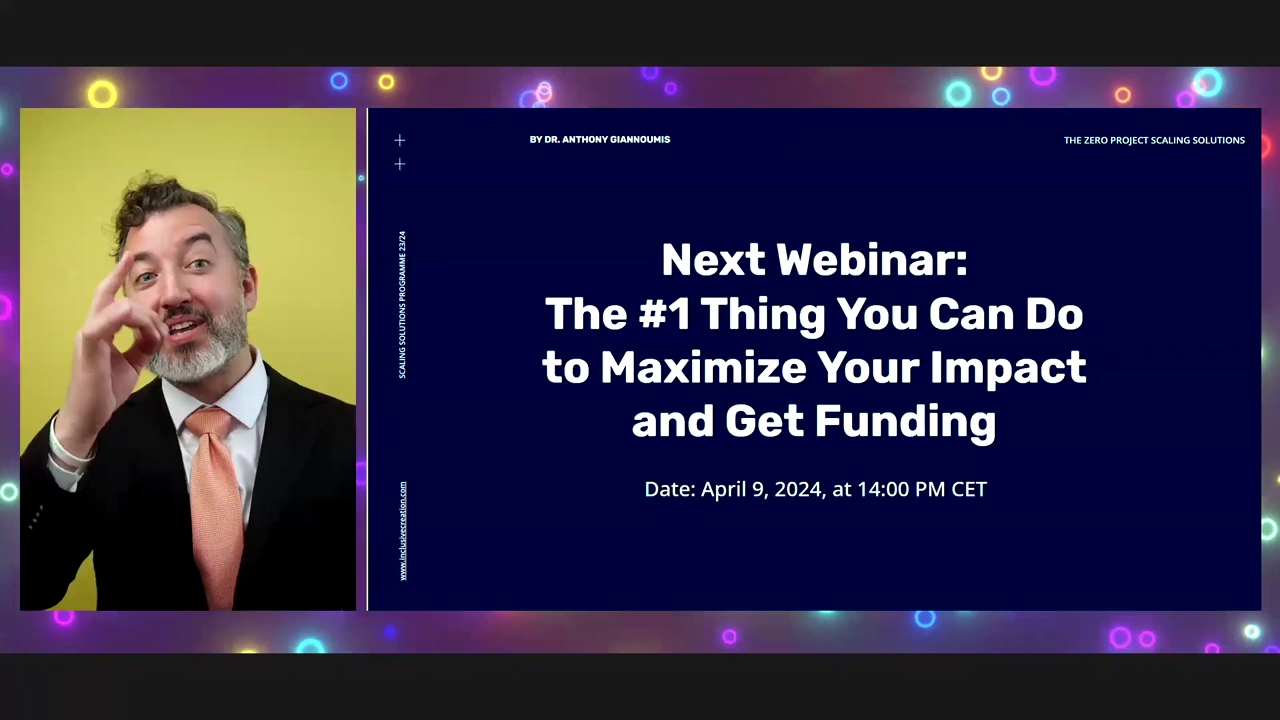 BY DR. ANTHONY GIANNOUMIS
THE ZERO PROJECT SCALING SOLUTIONS
SCALING SOLUTIONS PROGRAMME 23/24
Next Webinar:
The #1 Thing You Can Do
to Maximize Your Impact
and Get Funding
Date: April 9, 2024, at 14:00 PM CET
www.inclusivecreation.com